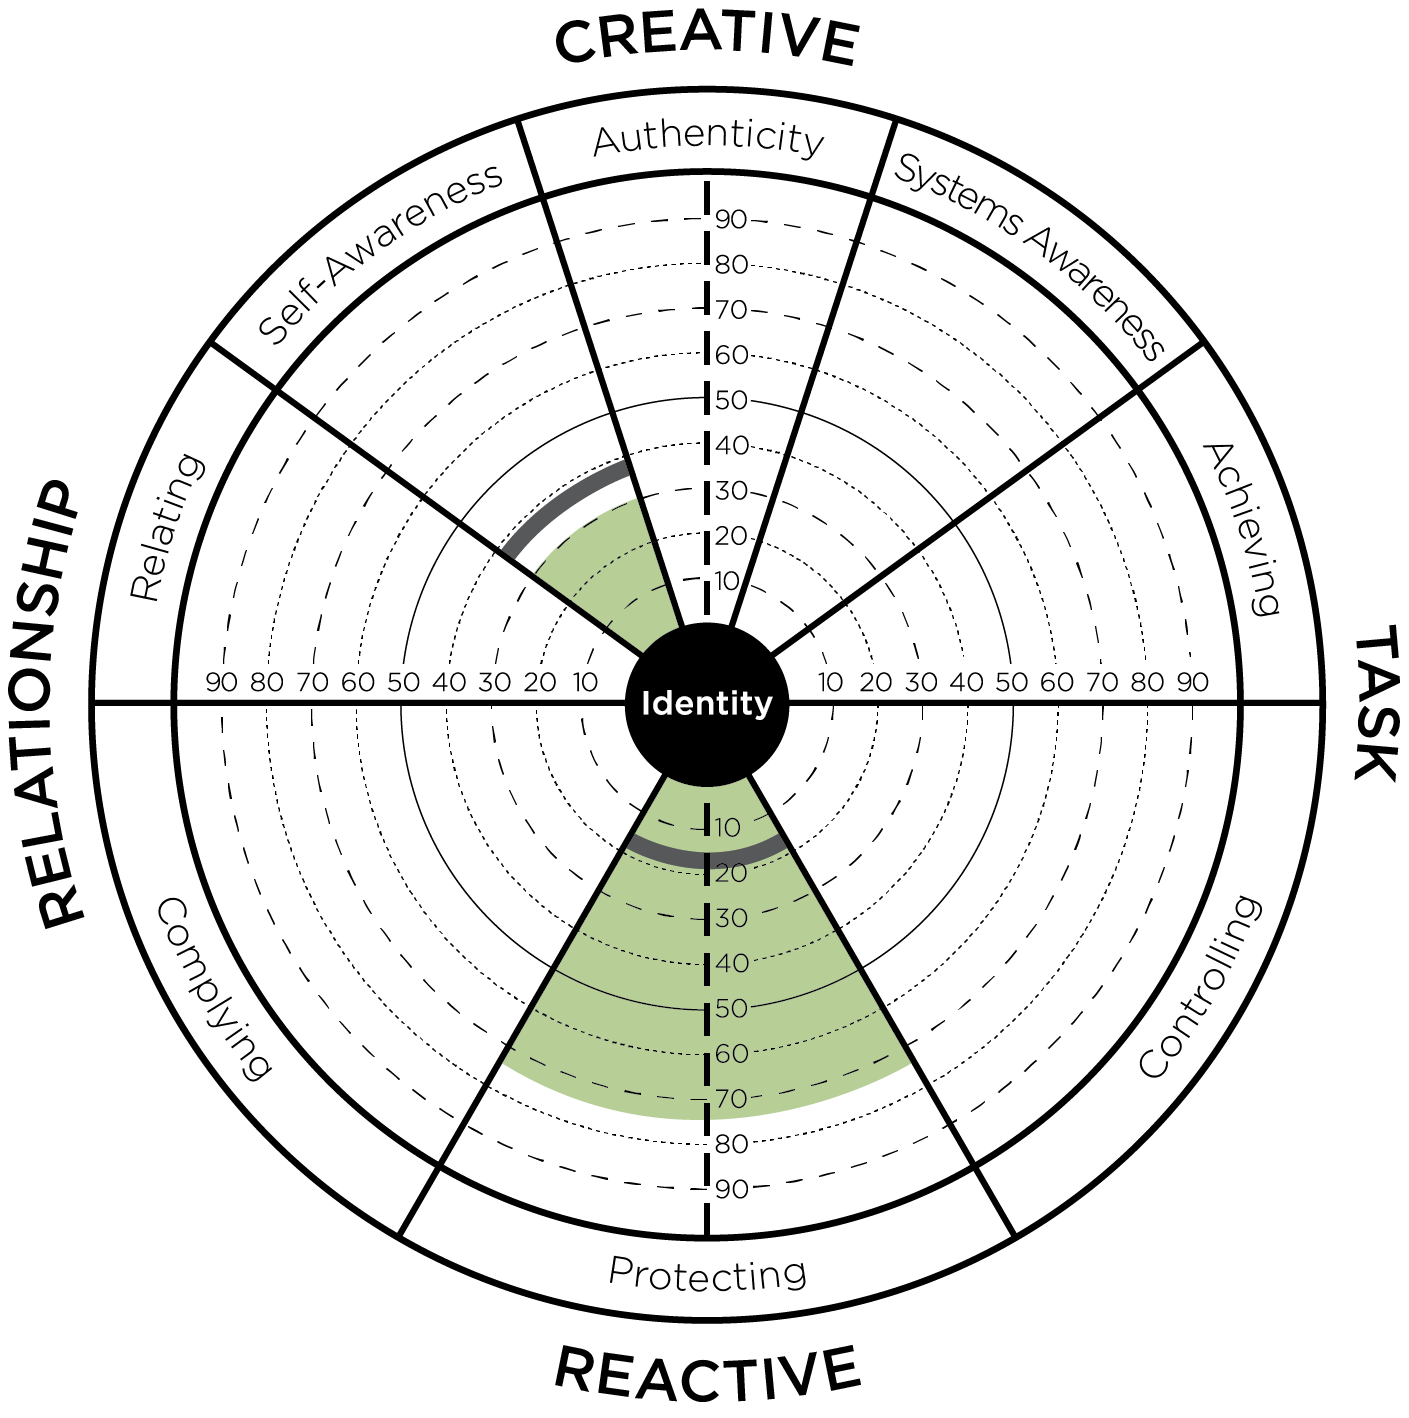 CREATIVE
Authenticity
Self-Awareness
Systems Awareness
Relating
Achieving
RELATIONSHIP
TASK
90
80
70
60
50
40
30
20
10
90 80 70 60 50 40 30 20 10
10 20 30 40 50 60 70 80 90
Identity
10
20
30
40
50
60
70
80
90
Complying
Controlling
Protecting
REACTIVE